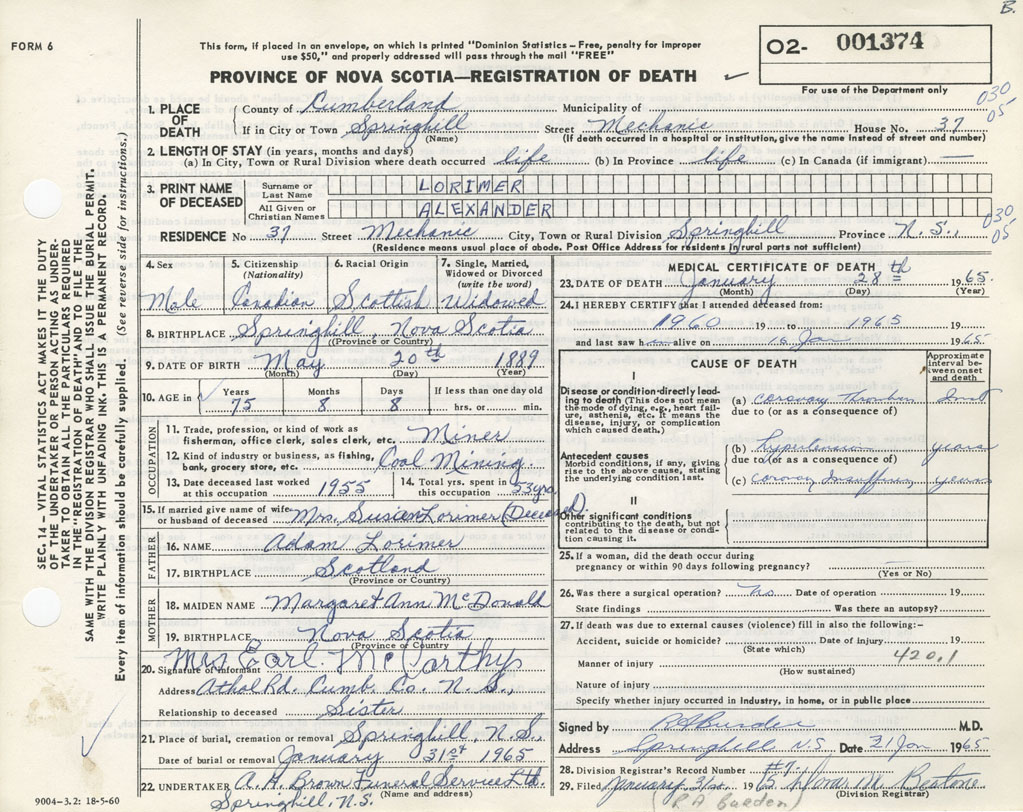 B.
FORM 6
This form, if placed in an envelope, on which is printed "Dominion Statistics – Free, penalty for improper
use $50," and properly addressed will pass through the mail "FREE"
O2- 001374
For use of the Department only
PROVINCE OF NOVA SCOTIA—REGISTRATION OF DEATH
1. PLACE OF DEATH
County of Cumberland Municipality of
030
05
If in City or Town Springhill (Name) Street Mechanic House No. 37
(If death occurred in a hospital or institution, give the name instead of street and number)
2. LENGTH OF STAY (in years, months and days)
(a) In City, Town or Rural Division where death occurred life (b) In Province life (c) In Canada (if immigrant) —
3. PRINT NAME OF DECEASED
Surname or Last Name LORIMER
All Given or Christian Names ALEXANDER
RESIDENCE No 37 Street Mechanic City, Town or Rural Division Springhill Province N.S.,
030
05
(Residence means usual place of abode. Post Office Address for residents in rural parts not sufficient)
4. Sex
Male
5. Citizenship (Nationality)
Canadian
6. Racial Origin
Scottish
7. Single, Married, Widowed or Divorced (write the word)
Widowed
8. BIRTHPLACE Springhill, Nova Scotia
(Province or Country)
9. DATE OF BIRTH May 20th 1889
(Month) (Day) (Year)
10. AGE in
Years Months Days If less than one day old
75 8 8 hrs. or min.
OCCUPATION
11. Trade, profession, or kind of work as
fisherman, office clerk, sales clerk, etc. Miner
12. Kind of industry or business, as fishing,
bank, grocery store, etc. Coal Mining
13. Date deceased last worked
at this occupation 1955
14. Total yrs. spent in
this occupation 53 yrs.
15. If married give name of wife
or husband of deceased Mrs. Susian Lorimer (Deceased).
FATHER
16. NAME Adam Lorimer
17. BIRTHPLACE Scotland
(Province or Country)
MOTHER
18. MAIDEN NAME Margaret Ann McDonald
19. BIRTHPLACE Nova Scotia
(Province or Country
20. Signature of informant Mrs Earl McCarthy
Address Athol Rd. Cumb. Co. N.S.,
Relationship to deceased Sister
21. Place of burial, cremation or removal Springhill, N.S.,
Date of burial or removal January 31st 1965
22. UNDERTAKER A. H. Brown Funeral Service Ltd.
(Name and address)
Springhill, N.S.
9004–3.2: 18-5-60
MEDICAL CERTIFICATE OF DEATH
23. DATE OF DEATH January 28th 1965.
(Month) (Day) (Year)
24. I HEREBY CERTIFY that I attended deceased from:
1960 19 to 1965 19
and last saw him alive on 15 Jan 1965
CAUSE OF DEATH
Approximate interval between onset and death
I
Disease or condition directly leading to death (This does not mean the mode of dying, e.g., heart failure, asthenia, etc. It means the disease, injury, or complication which caused death.)
(a) coronary Thrombosis Inst
due to (or as a consequence of)
Antecedent causes
Morbid conditions, if any, giving rise to the above cause, stating the underlying condition last.
(b) hypertension years
due to (or as a consequence of)
(c) coronary Insufficiency years
II
Other significant conditions
contributing to the death, but not related to the disease or condition causing it.
25. If a woman, did the death occur during
pregnancy or within 90 days following pregnancy?
(Yes or No)
26. Was there a surgical operation? no Date of operation 19
State findings Was there an autopsy?
27. If death was due to external causes (violence) fill in also the following:–
Accident, suicide or homicide? Date of injury 19
(State which)
420.1
Manner of injury
(How sustained)
Nature of injury
Specify whether injury occurred in industry, in home, or in public place
Signed by R A Burden M.D.
Address Springhill N.S. Date 31 Jan 1965
28. Division Registrar's Record Number #7
29. Filed January 31st. 1965
(Division Registrar)
(R.A. Burden)
SEC. 14 . VITAL STATISTICS ACT MAKES IT THE DUTY
OF THE UNDERTAKER OR PERSON ACTING AS UNDER-
TAKER TO OBTAIN ALL THE PARTICULARS REQUIRED
IN THE "REGISTRATION OF DEATH" AND TO FILE THE
SAME WITH THE DIVISION REGISTRAR WHO SHALL ISSUE THE BURIAL PERMIT.
WRITE PLAINLY WITH UNFADING INK. THIS IS A PERMANENT RECORD.
Every item of information should be carefully supplied. (See reverse side for instructions.)